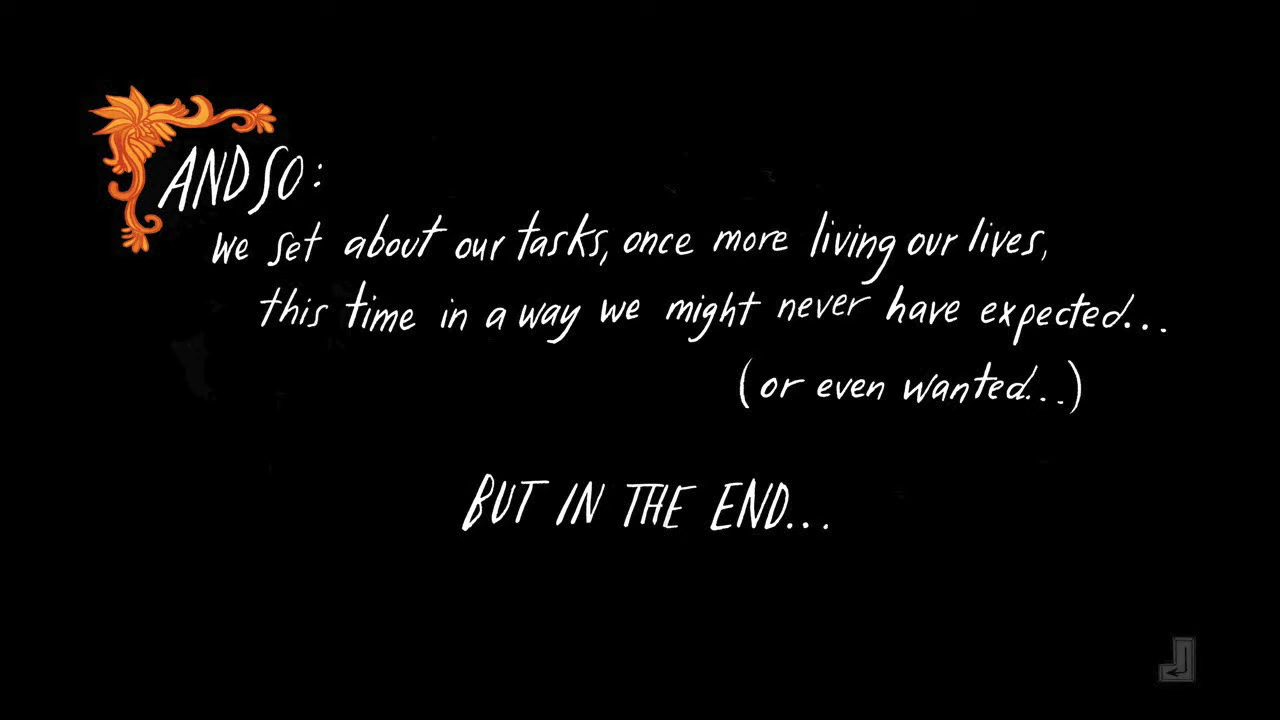 AND SO:
we set about our tasks, once more living our lives,
this time in a way we might never have expected...
(or even wanted...)
BUT IN THE END...